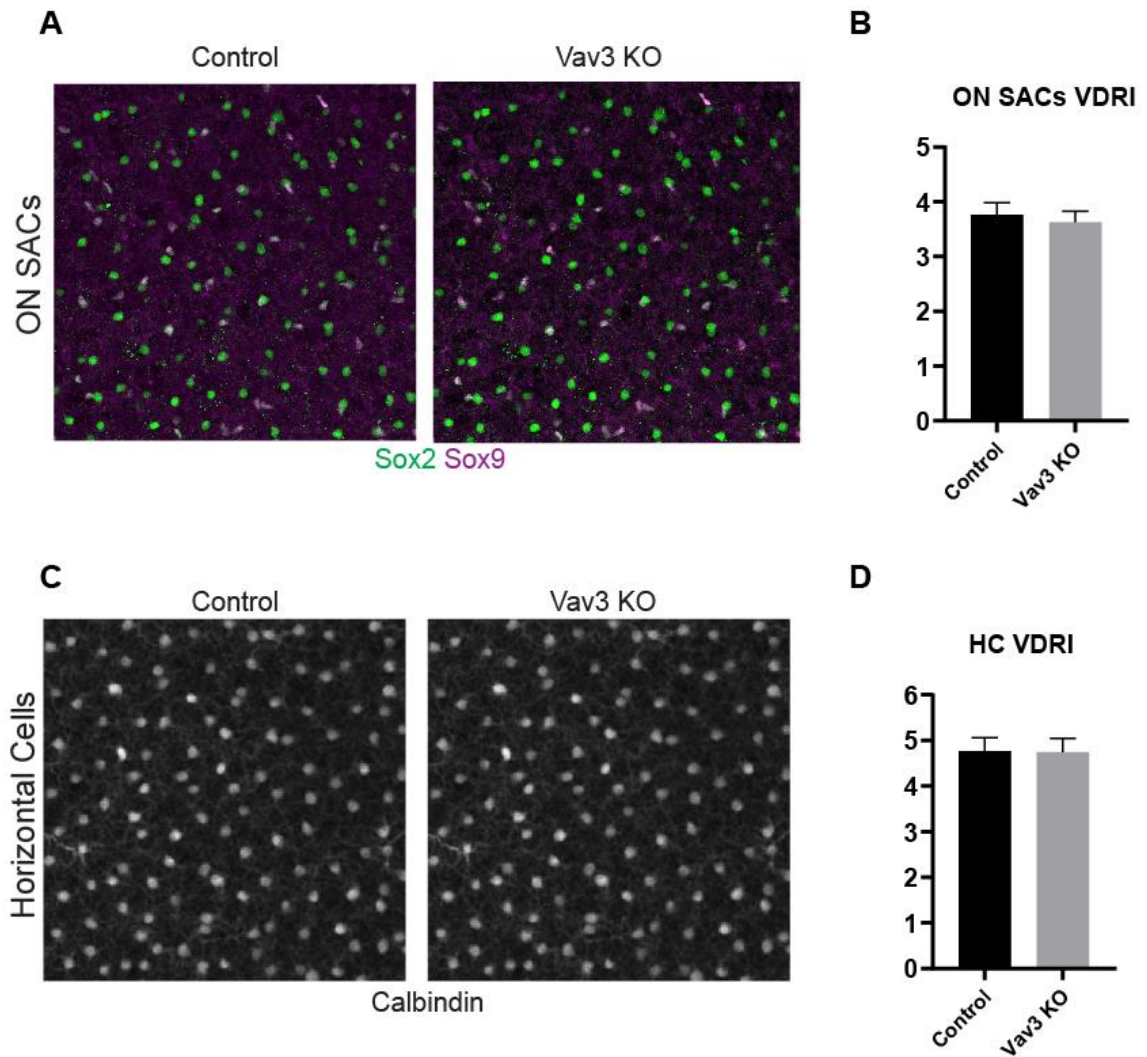 A
Control
Vav3 KO
ON SACs
Sox2 Sox9
B
ON SACs VDRI
5
4
3
2
1
0
Control
Vav3 KO
C
Control
Vav3 KO
Horizontal Cells
Calbindin
D
HC VDRI
6
5
4
3
2
1
0
Control
Vav3 KO